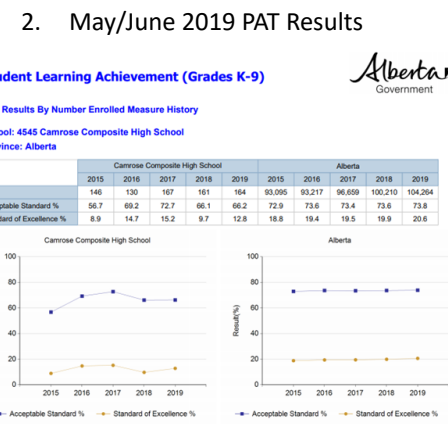 2. May/June 2019 PAT Results
Alberta
Government
Learning Achievement (Grades K-9)
Results By Number Enrolled Measure History
4545 Camrose Composite High School
Alberta
Camrose Composite High School Alberta
2015 2016 2017 2018 2019 2015 2016 2017 2018 2019
146 130 167 161 164 93,095 93,217 96,659 100,210 104,264
Standard % 56.7 69.2 72.7 66.1 66.2 72.9 73.6 73.4 73.6 73.8
of Excellence % 8.9 14.7 15.2 9.7 12.8 18.8 19.4 19.5 19.9 20.6
Camrose Composite High School Alberta
100 100
80 80
60 60
40 40
20 20
0 0
Result(%)
2015 2016 2017 2018 2019 2015 2016 2017 2018 2019
Acceptable Standard % Standard of Excellence % Acceptable Standard % Standard of Excellence %